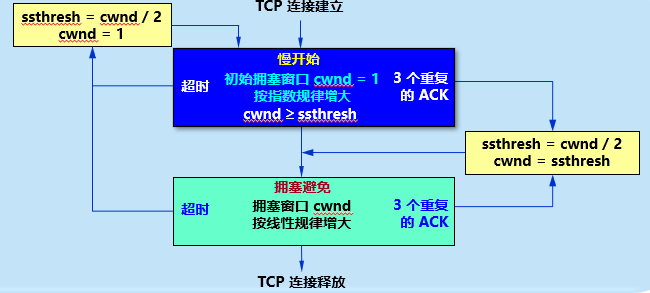 TCP 连接建立
ssthresh = cwnd / 2
cwnd = 1
慢开始
超时
初始拥塞窗口 cwnd = 1
按指数规律增大
cwnd ≥ ssthresh
3 个重复
的 ACK
ssthresh = cwnd / 2
cwnd = ssthresh
拥塞避免
超时
拥塞窗口 cwnd
按线性规律增大
3 个重复
的 ACK
TCP 连接释放